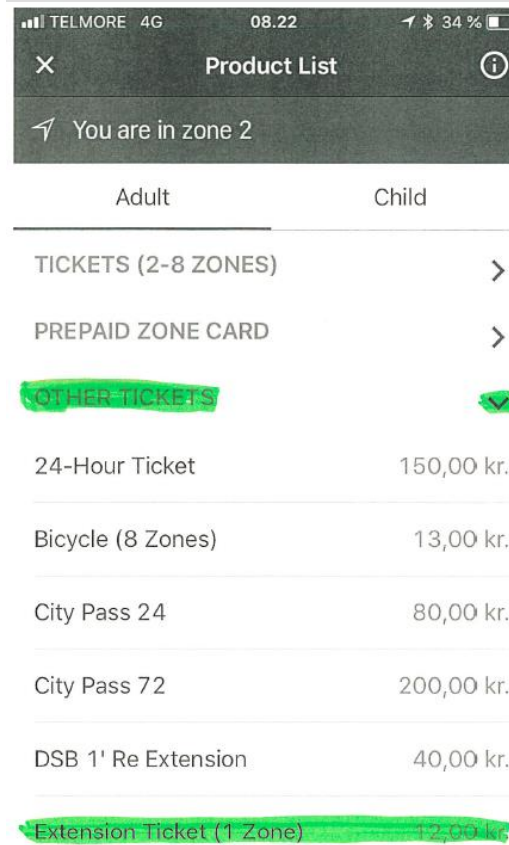 TELMORE 4G 08.22 34 %
Product List
You are in zone 2
Adult Child
TICKETS (2-8 ZONES)
PREPAID ZONE CARD
OTHER TICKETS
24-Hour Ticket 150,00 kr.
Bicycle (8 Zones) 13,00 kr.
City Pass 24 80,00 kr.
City Pass 72 200,00 kr.
DSB 1' Re Extension 40,00 kr.
Extension Ticket (1 Zone) 12,00 kr.